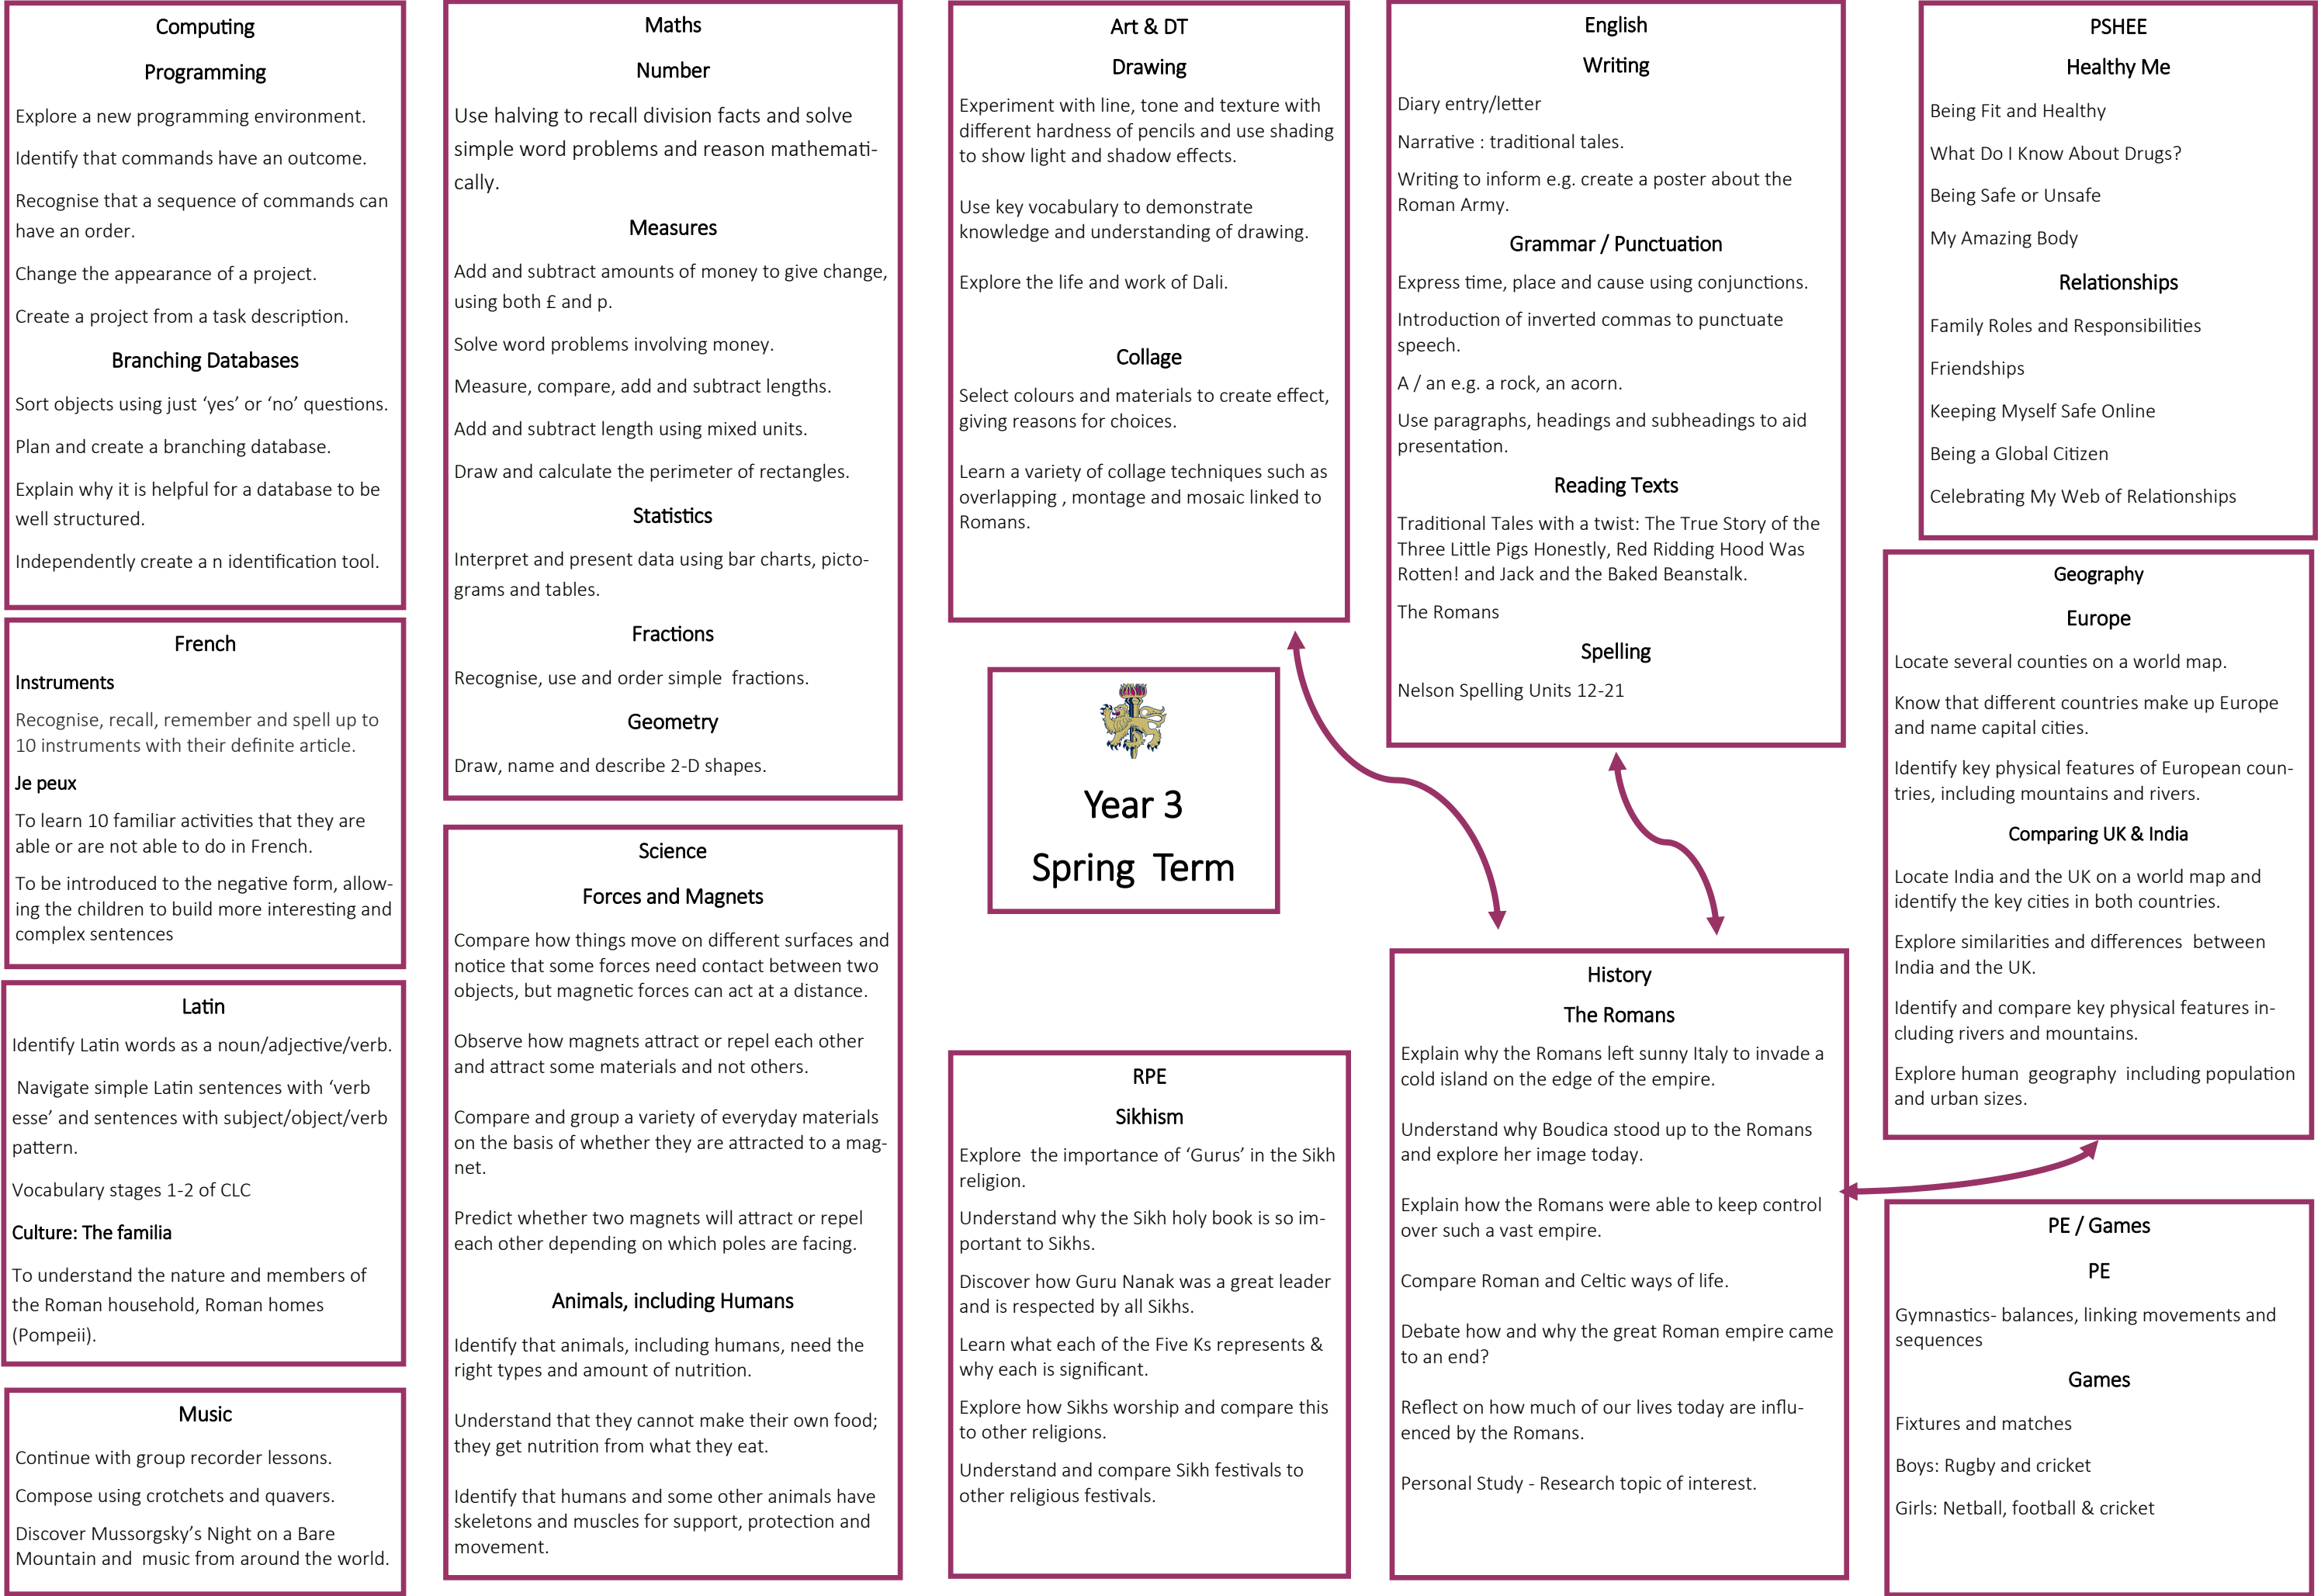 Computing
Programming
Explore a new programming environment.
Identify that commands have an outcome.
Recognise that a sequence of commands can
have an order.
Change the appearance of a project.
Create a project from a task description.
Branching Databases
Sort objects using just ‘yes’ or ‘no’ questions.
Plan and create a branching database.
Explain why it is helpful for a database to be
well structured.
Independently create a n identification tool.
French
Instruments
Recognise, recall, remember and spell up to
10 instruments with their definite article.
Je peux
To learn 10 familiar activities that they are
able or are not able to do in French.
To be introduced to the negative form, allow-
ing the children to build more interesting and
complex sentences
Latin
Identify Latin words as a noun/adjective/verb.
Navigate simple Latin sentences with ‘verb
esse’ and sentences with subject/object/verb
pattern.
Vocabulary stages 1-2 of CLC
Culture: The familia
To understand the nature and members of
the Roman household, Roman homes
(Pompeii).
Music
Continue with group recorder lessons.
Compose using crotchets and quavers.
Discover Mussorgsky’s Night on a Bare
Mountain and music from around the world.
Maths
Number
Use halving to recall division facts and solve
simple word problems and reason mathemati-
cally.
Measures
Add and subtract amounts of money to give change,
using both £ and p.
Solve word problems involving money.
Measure, compare, add and subtract lengths.
Add and subtract length using mixed units.
Draw and calculate the perimeter of rectangles.
Statistics
Interpret and present data using bar charts, picto-
grams and tables.
Fractions
Recognise, use and order simple fractions.
Geometry
Draw, name and describe 2-D shapes.
Science
Forces and Magnets
Compare how things move on different surfaces and
notice that some forces need contact between two
objects, but magnetic forces can act at a distance.
Observe how magnets attract or repel each other
and attract some materials and not others.
Compare and group a variety of everyday materials
on the basis of whether they are attracted to a mag-
net.
Predict whether two magnets will attract or repel
each other depending on which poles are facing.
Animals, including Humans
Identify that animals, including humans, need the
right types and amount of nutrition.
Understand that they cannot make their own food;
they get nutrition from what they eat.
Identify that humans and some other animals have
skeletons and muscles for support, protection and
movement.
Art & DT
Drawing
Experiment with line, tone and texture with
different hardness of pencils and use shading
to show light and shadow effects.
Use key vocabulary to demonstrate
knowledge and understanding of drawing.
Explore the life and work of Dali.
Collage
Select colours and materials to create effect,
giving reasons for choices.
Learn a variety of collage techniques such as
overlapping , montage and mosaic linked to
Romans.
Year 3
Spring Term
RPE
Sikhism
Explore the importance of ‘Gurus’ in the Sikh
religion.
Understand why the Sikh holy book is so im-
portant to Sikhs.
Discover how Guru Nanak was a great leader
and is respected by all Sikhs.
Learn what each of the Five Ks represents &
why each is significant.
Explore how Sikhs worship and compare this
to other religions.
Understand and compare Sikh festivals to
other religious festivals.
English
Writing
Diary entry/letter
Narrative : traditional tales.
Writing to inform e.g. create a poster about the
Roman Army.
Grammar / Punctuation
Express time, place and cause using conjunctions.
Introduction of inverted commas to punctuate
speech.
A / an e.g. a rock, an acorn.
Use paragraphs, headings and subheadings to aid
presentation.
Reading Texts
Traditional Tales with a twist: The True Story of the
Three Little Pigs Honestly, Red Ridding Hood Was
Rotten! and Jack and the Baked Beanstalk.
The Romans
Spelling
Nelson Spelling Units 12-21
History
The Romans
Explain why the Romans left sunny Italy to invade a
cold island on the edge of the empire.
Understand why Boudica stood up to the Romans
and explore her image today.
Explain how the Romans were able to keep control
over such a vast empire.
Compare Roman and Celtic ways of life.
Debate how and why the great Roman empire came
to an end?
Reflect on how much of our lives today are influ-
enced by the Romans.
Personal Study - Research topic of interest.
PSHEE
Healthy Me
Being Fit and Healthy
What Do I Know About Drugs?
Being Safe or Unsafe
My Amazing Body
Relationships
Family Roles and Responsibilities
Friendships
Keeping Myself Safe Online
Being a Global Citizen
Celebrating My Web of Relationships
Geography
Europe
Locate several counties on a world map.
Know that different countries make up Europe
and name capital cities.
Identify key physical features of European coun-
tries, including mountains and rivers.
Comparing UK & India
Locate India and the UK on a world map and
identify the key cities in both countries.
Explore similarities and differences between
India and the UK.
Identify and compare key physical features in-
cluding rivers and mountains.
Explore human geography including population
and urban sizes.
PE / Games
PE
Gymnastics- balances, linking movements and
sequences
Games
Fixtures and matches
Boys: Rugby and cricket
Girls: Netball, football & cricket